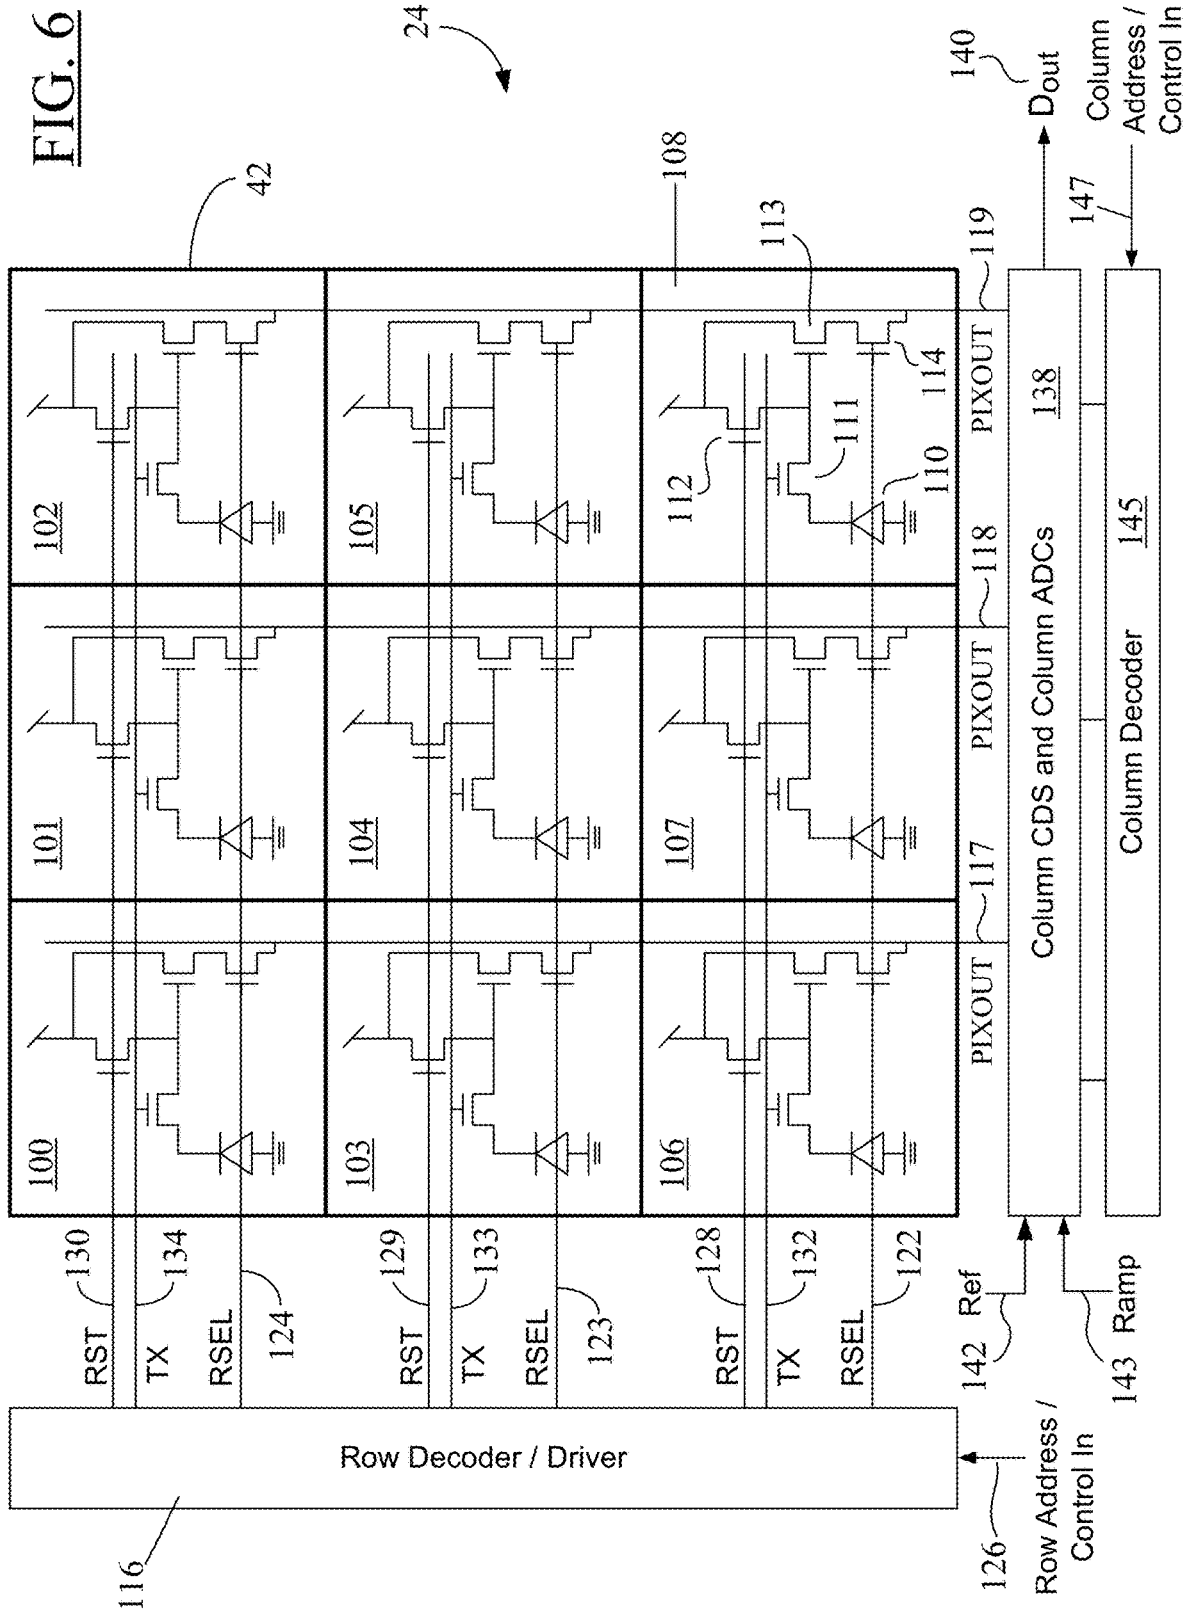 FIG. 6
24
42
100
101
102
RST
130
TX
134
RSEL
124
103
104
105
RST
129
TX
133
RSEL
123
106
107
108
112
111
113
110
114
RST
128
TX
132
RSEL
122
Row Decoder / Driver
116
126
Row Address /
Control In
PIXOUT
117
PIXOUT
118
PIXOUT
119
142
Ref
143
Ramp
Column CDS and Column ADCs
138
Dout
140
Column Decoder
145
147
Column
Address /
Control In